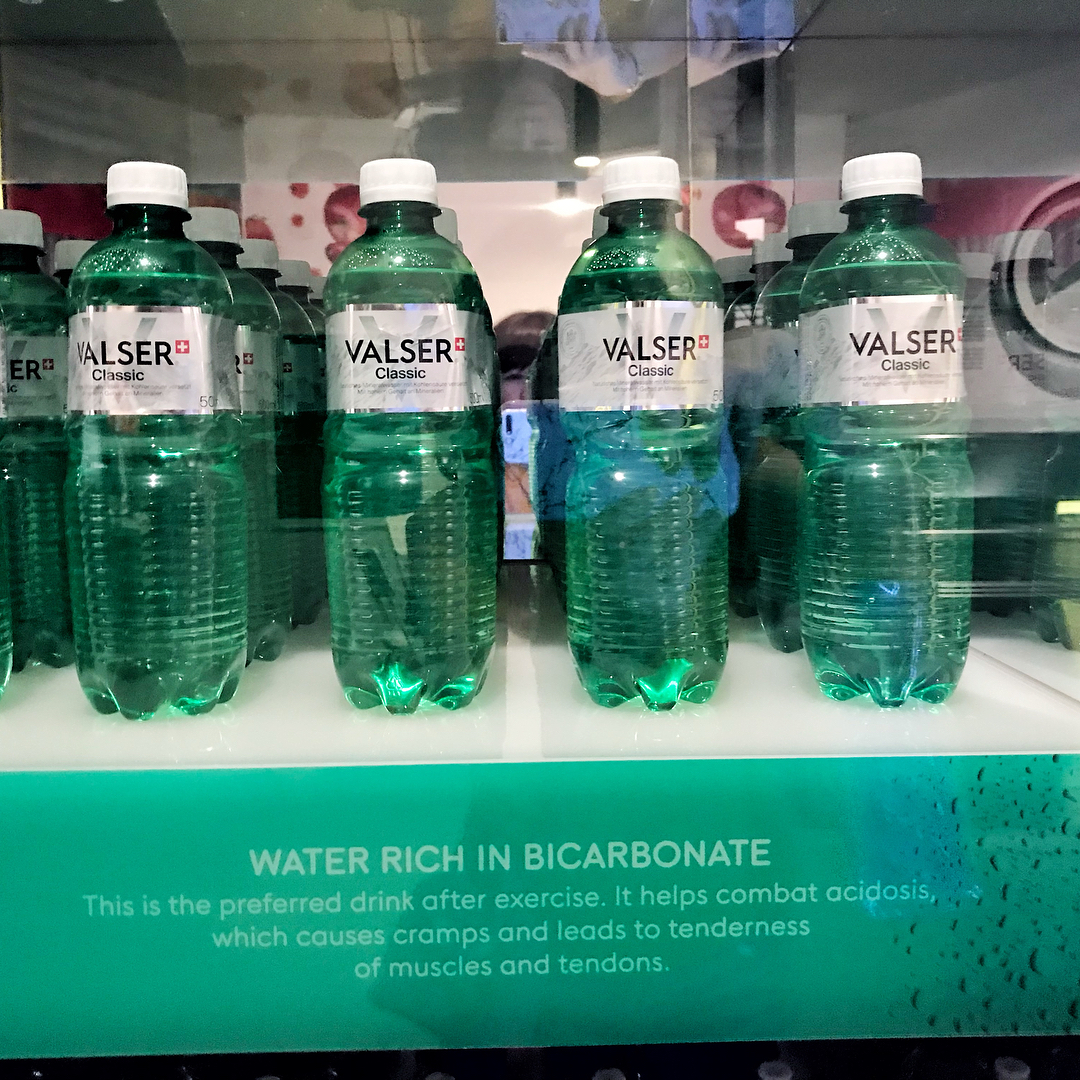 VALSER
Classic
VALSER
Classic
VALSER
Classic
VALSER
Classic
WATER RICH IN BICARBONATE
This is the preferred drink after exercise. It helps combat acidosis,
which causes cramps and leads to tenderness
of muscles and tendons.